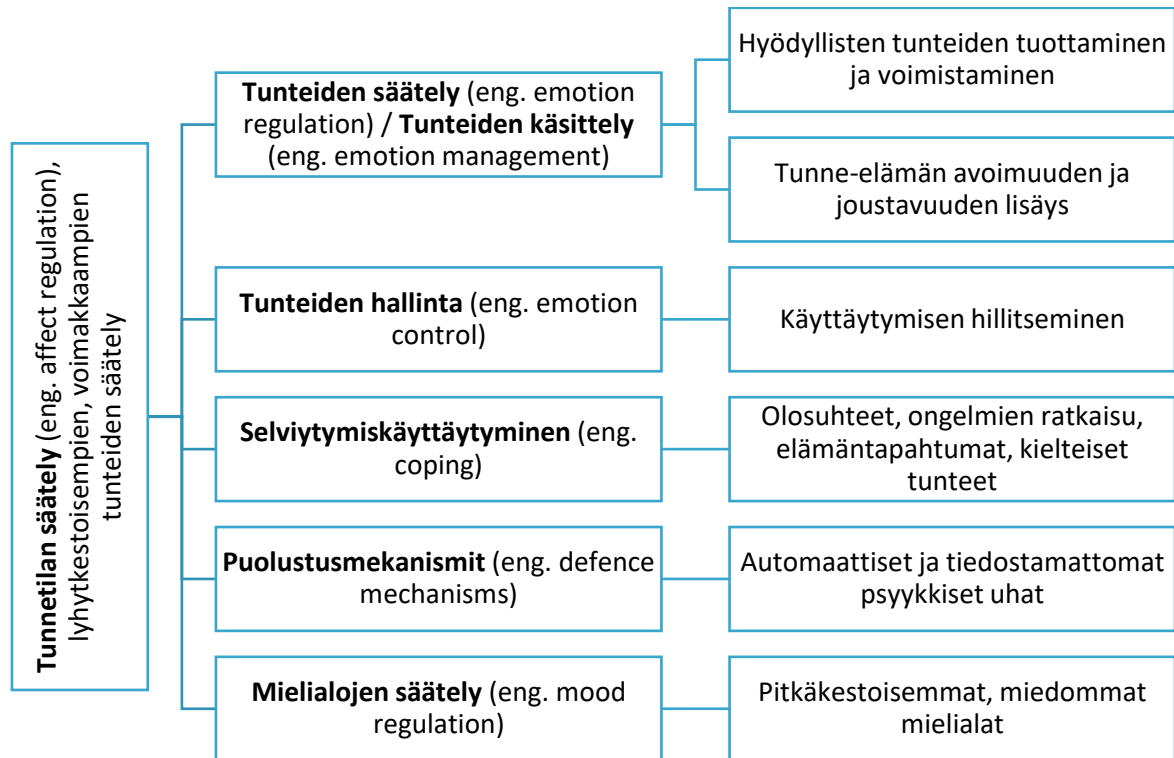 Tunnetilan säätely (eng. affect regulation),
lyhytkestoisempien, voimakkaampien
tunteiden säätely
Tunteiden säätely (eng. emotion
regulation) / Tunteiden käsittely
(eng. emotion management)
Hyödyllisten tunteiden tuottaminen
ja voimistaminen
Tunne-elämän avoimuuden ja
joustavuuden lisäys
Tunteiden hallinta (eng. emotion
control)
Käyttäytymisen hillitseminen
Selviytymiskäyttäytyminen (eng.
coping)
Olosuhteet, ongelmien ratkaisu,
elämäntapahtumat, kielteiset
tunteet
Puolustusmekanismit (eng. defence
mechanisms)
Automaattiset ja tiedostamattomat
psyykkiset uhat
Mielialojen säätely (eng. mood
regulation)
Pitkäkestoisemmat, miedommat
mielialat